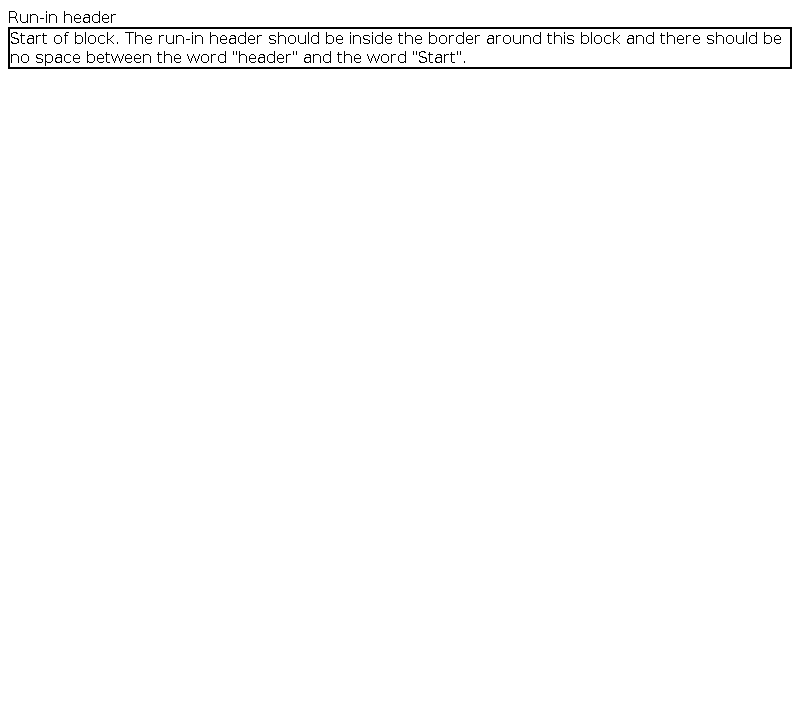 Run-in header
Start of block. The run-in header should be inside the border around this block and there should be
no space between the word "header" and the word "Start".